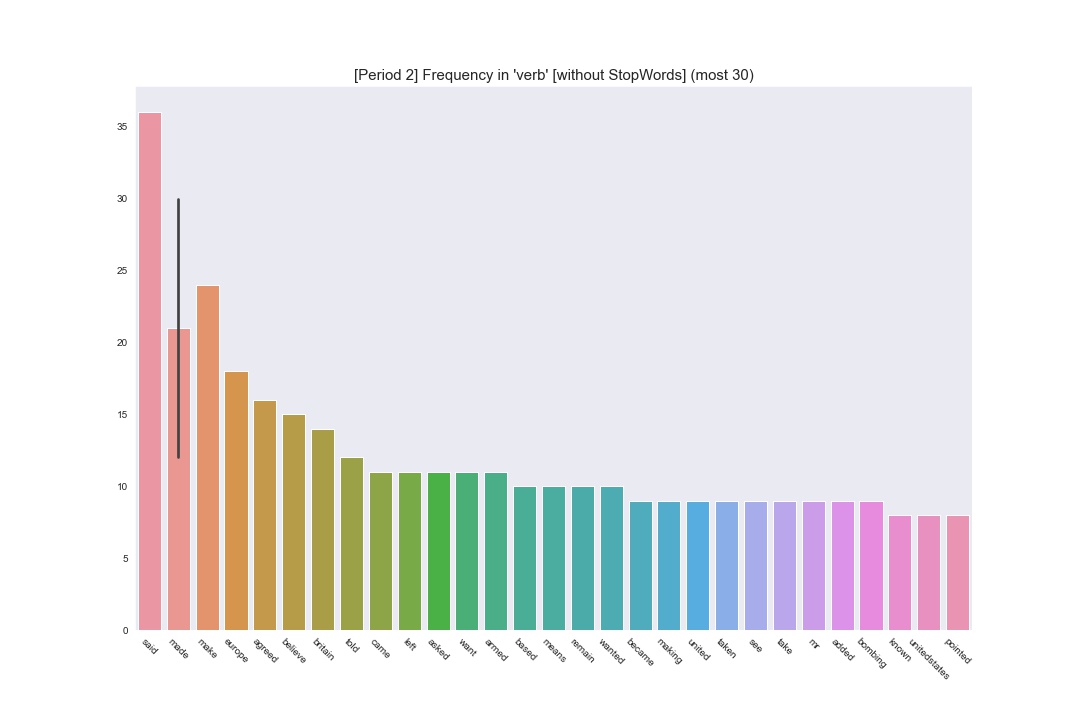 [Period 2] Frequency in 'verb' [without StopWords] (most 30)
35
30
25
20
15
10
5
0
said
made
make
europe
agreed
believe
britain
told
came
left
asked
want
armed
based
means
remain
wanted
became
making
united
taken
see
take
mr
added
bombing
known
unitedstates
pointed